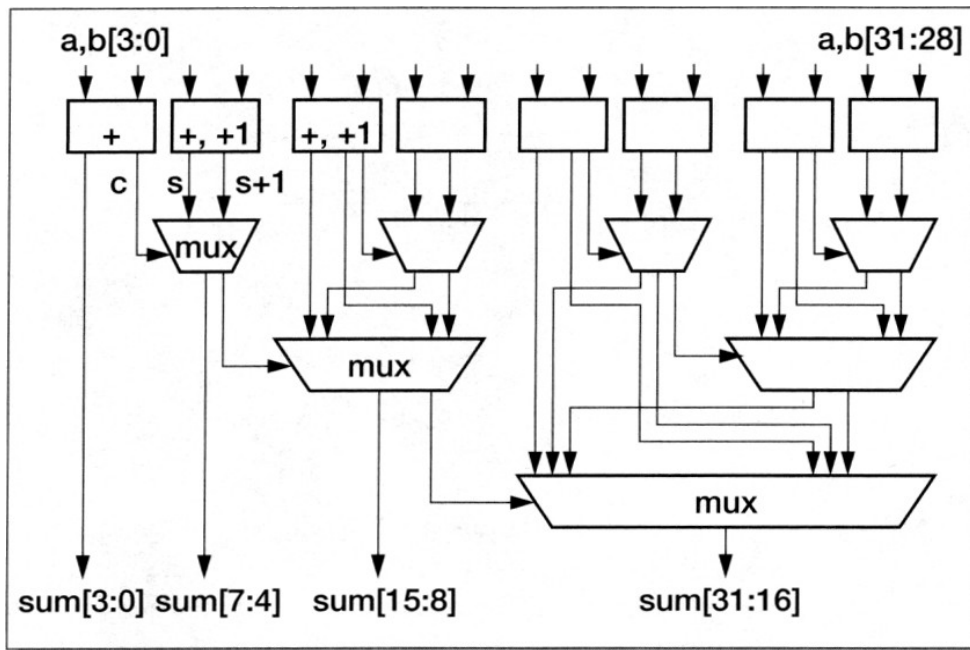 a,b[3:0] a,b[31:28]
+ +, +1 +, +1
c s s+1
mux
mux
mux
sum[3:0] sum[7:4] sum[15:8] sum[31:16]